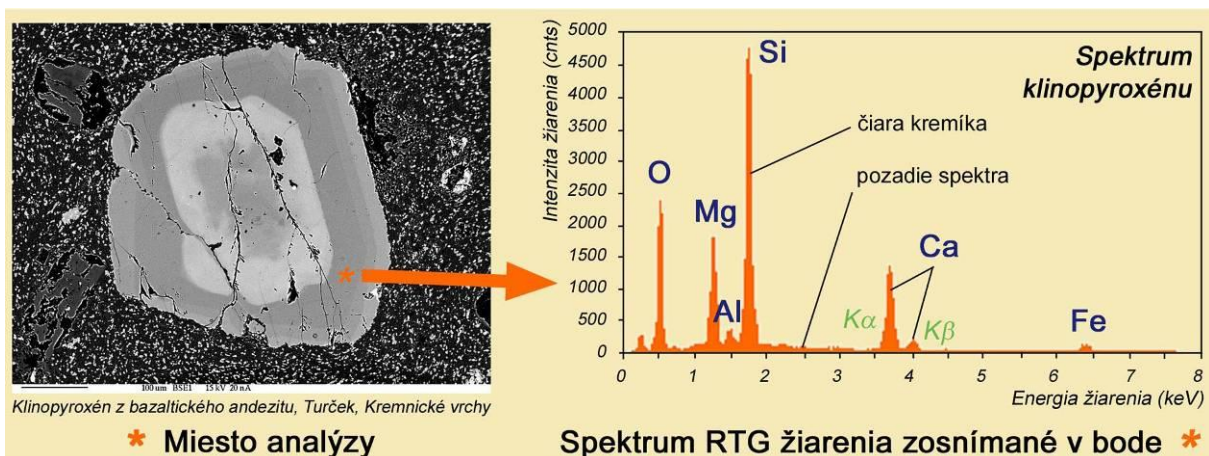 100 um BSE1 15 kV 20 nA
Klinopyroxén z bazaltického andezitu, Turček, Kremnické vrchy
* Miesto analýzy
Intenzita žiarenia (cnts)
5000
4500
4000
3500
3000
2500
2000
1500
1000
500
0
Spektrum
klinopyroxénu
Si
čiara kremíka
pozadie spektra
O
Mg
Al
Ca
Kα
Kβ
Fe
0 1 2 3 4 5 6 7 8
Energia žiarenia (keV)
Spektrum RTG žiarenia zosnímané v bode *